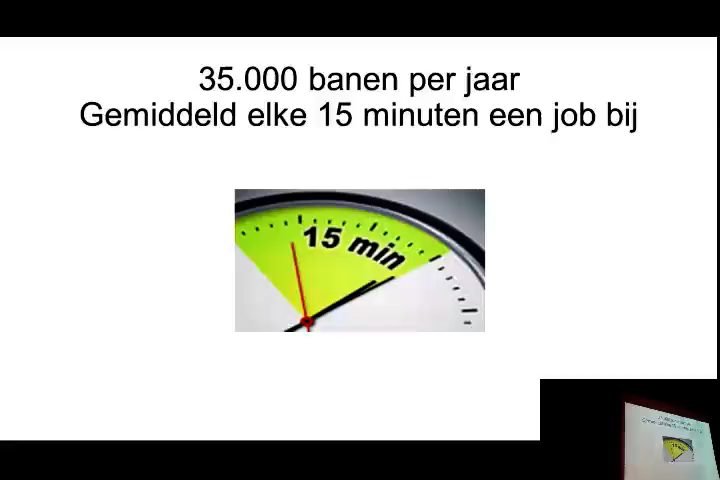 35.000 banen per jaar
Gemiddeld elke 15 minuten een job bij
15 min